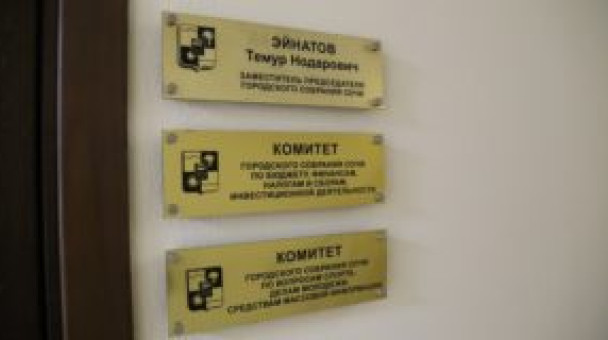 ЭЙНАТОВ
Темур Нодарович
ЗАМЕСТИТЕЛЬ ПРЕДСЕДАТЕЛЯ
ГОРОДСКОГО СОБРАНИЯ СОЧИ
КОМИТЕТ
ГОРОДСКОГО СОБРАНИЯ СОЧИ
ПО БЮДЖЕТУ, ФИНАНСАМ,
НАЛОГАМ И СБОРАМ,
ИНВЕСТИЦИОННОЙ ДЕЯТЕЛЬНОСТИ
КОМИТЕТ
ГОРОДСКОГО СОБРАНИЯ СОЧИ
ПО ВОПРОСАМ СПОРТА,
ДЕЛАМ МОЛОДЕЖИ,
СРЕДСТВАМ МАССОВОЙ ИНФОРМАЦИИ